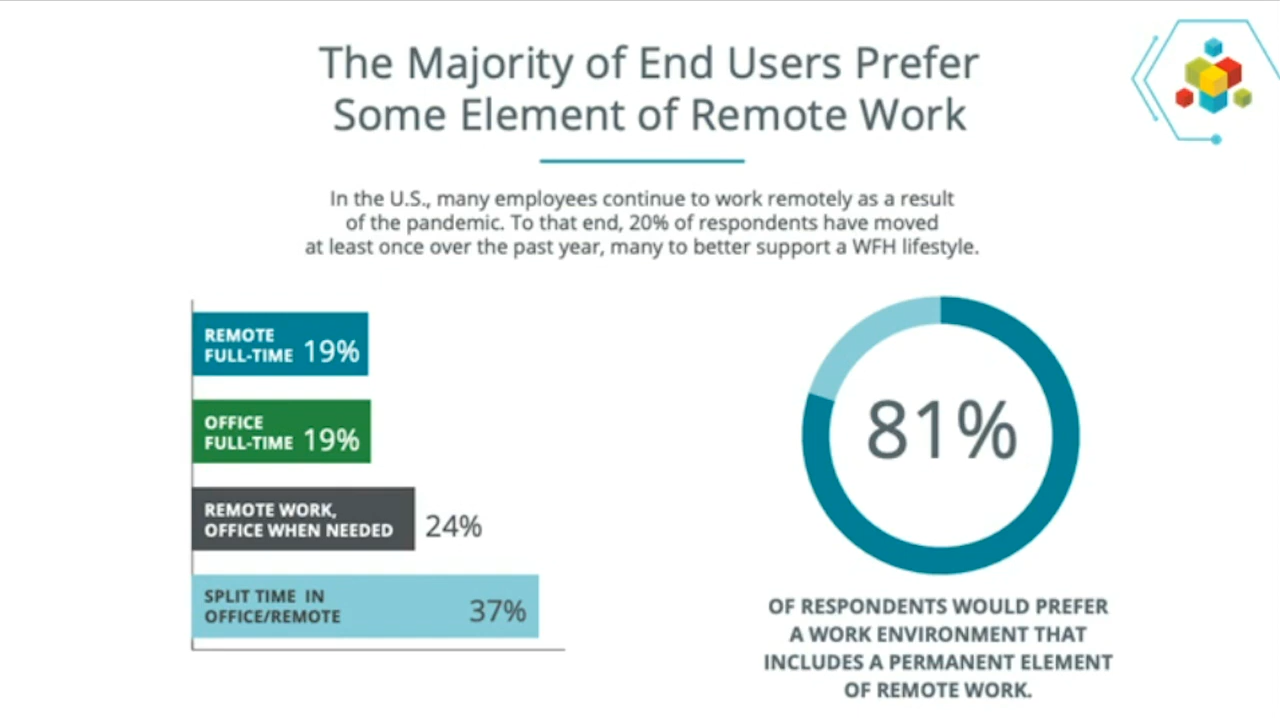 The Majority of End Users Prefer
Some Element of Remote Work
In the U.S., many employees continue to work remotely as a result
of the pandemic. To that end, 20% of respondents have moved
at least once over the past year, many to better support a WFH lifestyle.
REMOTE
FULL-TIME 19%
OFFICE
FULL-TIME 19%
REMOTE WORK,
OFFICE WHEN NEEDED 24%
SPLIT TIME IN
OFFICE/REMOTE 37%
81%
OF RESPONDENTS WOULD PREFER
A WORK ENVIRONMENT THAT
INCLUDES A PERMANENT ELEMENT
OF REMOTE WORK.